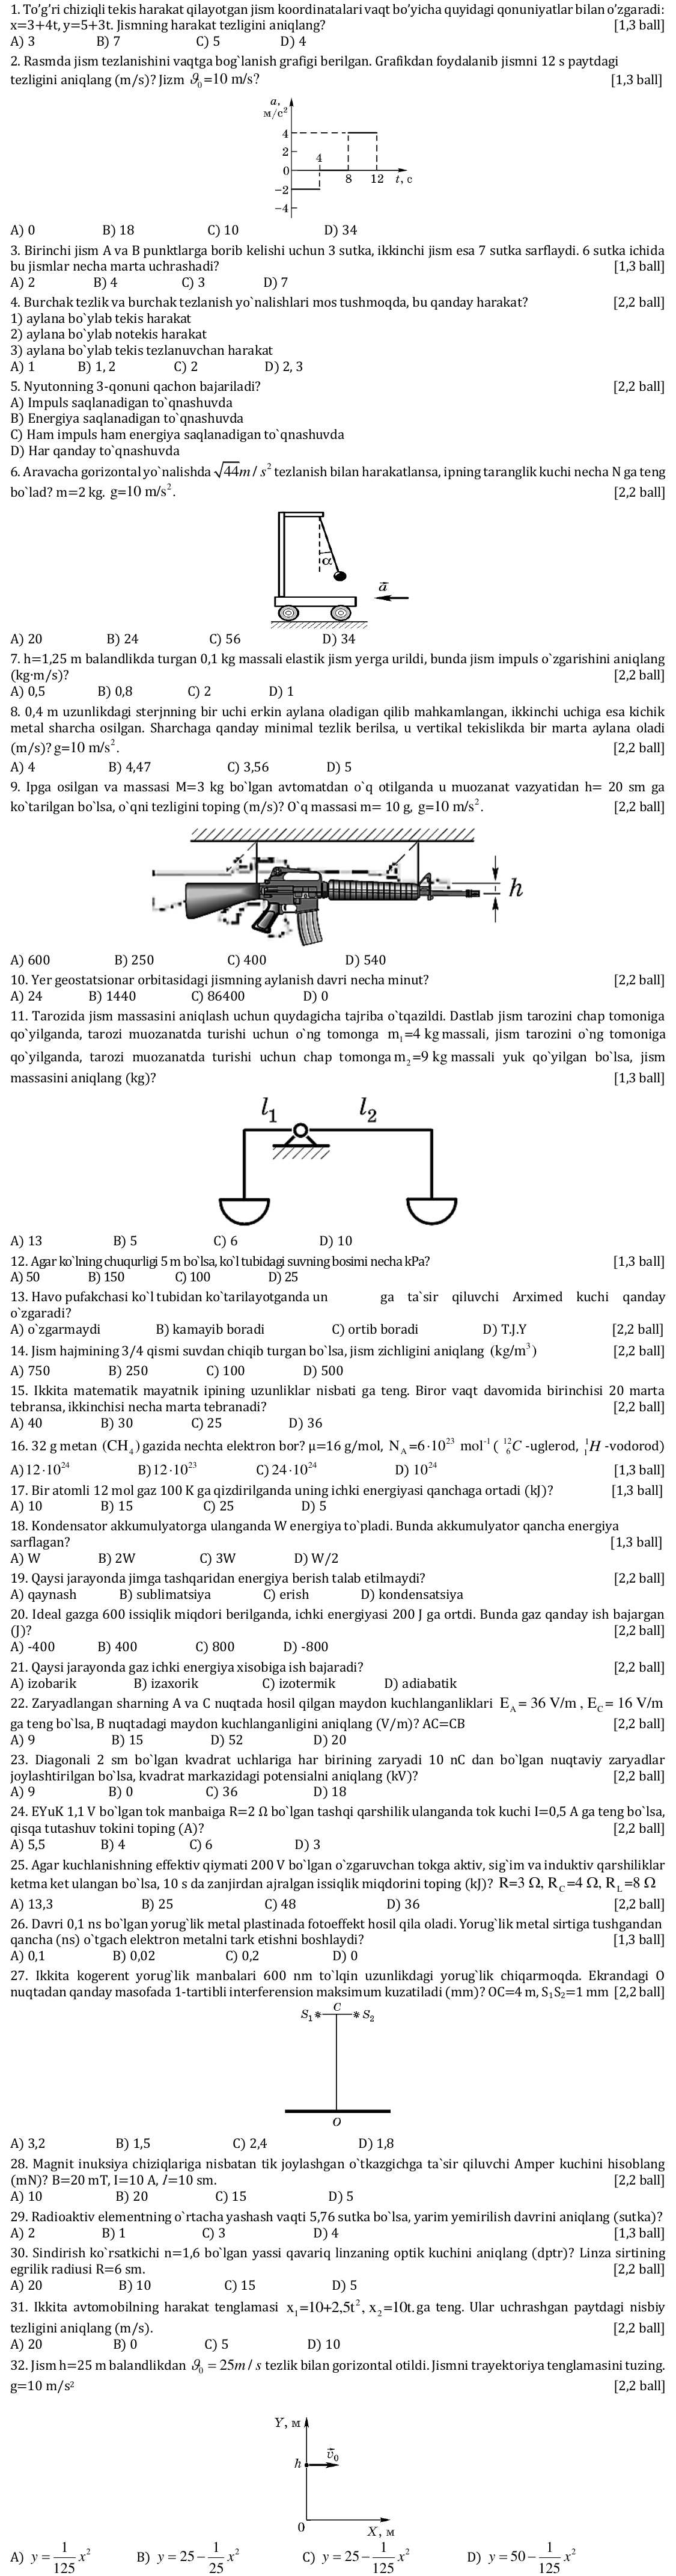 1. To'g'ri chiziqli tekis harakat qilayotgan jism koordinatalari vaqt bo'yicha quyidagi qonuniyatlar bilan o'zgaradi:
x=3+4t, y=5+3t. Jismning harakat tezligini aniqlang? [1,3 ball]
A) 3 B) 7 C) 5 D) 4
2. Rasmda jism tezlanishini vaqtga bog`lanish grafigi berilgan. Grafikdan foydalanib jismni 12 s paytdagi
tezligini aniqlang (m/s)? Jizm 𝜗₀=10 m/s? [1,3 ball]
a,
м/с²
4
2
4
0
8 12 t, с
−2
−4
A) 0 B) 18 C) 10 D) 34
3. Birinchi jism A va B punktlarga borib kelishi uchun 3 sutka, ikkinchi jism esa 7 sutka sarflaydi. 6 sutka ichida
bu jismlar necha marta uchrashadi? [1,3 ball]
A) 2 B) 4 C) 3 D) 7
4. Burchak tezlik va burchak tezlanish yo`nalishlari mos tushmoqda, bu qanday harakat? [2,2 ball]
1) aylana bo`ylab tekis harakat
2) aylana bo`ylab notekis harakat
3) aylana bo`ylab tekis tezlanuvchan harakat
A) 1 B) 1, 2 C) 2 D) 2, 3
5. Nyutonning 3-qonuni qachon bajariladi? [2,2 ball]
A) Impuls saqlanadigan to`qnashuvda
B) Energiya saqlanadigan to`qnashuvda
C) Ham impuls ham energiya saqlanadigan to`qnashuvda
D) Har qanday to`qnashuvda
6. Aravacha gorizontal yo`nalishda √44m / s² tezlanish bilan harakatlansa, ipning taranglik kuchi necha N ga teng
bo`lad? m=2 kg. g=10 m/s². [2,2 ball]
α
a⃗
A) 20 B) 24 C) 56 D) 34
7. h=1,25 m balandlikda turgan 0,1 kg massali elastik jism yerga urildi, bunda jism impuls o`zgarishini aniqlang
(kg·m/s)? [2,2 ball]
A) 0,5 B) 0,8 C) 2 D) 1
8. 0,4 m uzunlikdagi sterjnning bir uchi erkin aylana oladigan qilib mahkamlangan, ikkinchi uchiga esa kichik
metal sharcha osilgan. Sharchaga qanday minimal tezlik berilsa, u vertikal tekislikda bir marta aylana oladi
(m/s)? g=10 m/s². [2,2 ball]
A) 4 B) 4,47 C) 3,56 D) 5
9. Ipga osilgan va massasi M=3 kg bo`lgan avtomatdan o`q otilganda u muozanat vazyatidan h= 20 sm ga
ko`tarilgan bo`lsa, o`qni tezligini toping (m/s)? O`q massasi m= 10 g, g=10 m/s². [2,2 ball]
h
A) 600 B) 250 C) 400 D) 540
10. Yer geostatsionar orbitasidagi jismning aylanish davri necha minut? [2,2 ball]
A) 24 B) 1440 C) 86400 D) 0
11. Tarozida jism massasini aniqlash uchun quydagicha tajriba o`tqazildi. Dastlab jism tarozini chap tomoniga
qo`yilganda, tarozi muozanatda turishi uchun o`ng tomonga m₁=4 kg massali, jism tarozini o`ng tomoniga
qo`yilganda, tarozi muozanatda turishi uchun chap tomonga m₂=9 kg massali yuk qo`yilgan bo`lsa, jism
massasini aniqlang (kg)? [1,3 ball]
l₁ l₂
A) 13 B) 5 C) 6 D) 10
12. Agar ko`lning chuqurligi 5 m bo`lsa, ko`l tubidagi suvning bosimi necha kPa? [1,3 ball]
A) 50 B) 150 C) 100 D) 25
13. Havo pufakchasi ko`l tubidan ko`tarilayotganda un ga ta`sir qiluvchi Arximed kuchi qanday
o`zgaradi?
A) o`zgarmaydi B) kamayib boradi C) ortib boradi D) T.J.Y [2,2 ball]
14. Jism hajmining 3/4 qismi suvdan chiqib turgan bo`lsa, jism zichligini aniqlang (kg/m³) [2,2 ball]
A) 750 B) 250 C) 100 D) 500
15. Ikkita matematik mayatnik ipining uzunliklar nisbati ga teng. Biror vaqt davomida birinchisi 20 marta
tebransa, ikkinchisi necha marta tebranadi? [2,2 ball]
A) 40 B) 30 C) 25 D) 36
16. 32 g metan (CH₄) gazida nechta elektron bor? μ=16 g/mol, N_A=6·10²³ mol⁻¹ ( ¹²₆C -uglerod, ¹₁H -vodorod)
A) 12·10²⁴ B) 12·10²³ C) 24·10²⁴ D) 10²⁴ [1,3 ball]
17. Bir atomli 12 mol gaz 100 K ga qizdirilganda uning ichki energiyasi qanchaga ortadi (kJ)? [1,3 ball]
A) 10 B) 15 C) 25 D) 5
18. Kondensator akkumulyatorga ulanganda W energiya to`pladi. Bunda akkumulyator qancha energiya
sarflagan? [1,3 ball]
A) W B) 2W C) 3W D) W/2
19. Qaysi jarayonda jimga tashqaridan energiya berish talab etilmaydi? [2,2 ball]
A) qaynash B) sublimatsiya C) erish D) kondensatsiya
20. Ideal gazga 600 issiqlik miqdori berilganda, ichki energiyasi 200 J ga ortdi. Bunda gaz qanday ish bajargan
(J)? [2,2 ball]
A) -400 B) 400 C) 800 D) -800
21. Qaysi jarayonda gaz ichki energiya xisobiga ish bajaradi? [2,2 ball]
A) izobarik B) izaxorik C) izotermik D) adiabatik
22. Zaryadlangan sharning A va C nuqtada hosil qilgan maydon kuchlanganliklari E_A= 36 V/m , E_C= 16 V/m
ga teng bo`lsa, B nuqtadagi maydon kuchlanganligini aniqlang (V/m)? AC=CB [2,2 ball]
A) 9 B) 15 D) 52 D) 20
23. Diagonali 2 sm bo`lgan kvadrat uchlariga har birining zaryadi 10 nC dan bo`lgan nuqtaviy zaryadlar
joylashtirilgan bo`lsa, kvadrat markazidagi potensialni aniqlang (kV)? [2,2 ball]
A) 9 B) 0 C) 36 D) 18
24. EYuK 1,1 V bo`lgan tok manbaiga R=2 Ω bo`lgan tashqi qarshilik ulanganda tok kuchi I=0,5 A ga teng bo`lsa,
qisqa tutashuv tokini toping (A)? [2,2 ball]
A) 5,5 B) 4 C) 6 D) 3
25. Agar kuchlanishning effektiv qiymati 200 V bo`lgan o`zgaruvchan tokga aktiv, sig`im va induktiv qarshiliklar
ketma ket ulangan bo`lsa, 10 s da zanjirdan ajralgan issiqlik miqdorini toping (kJ)? R=3 Ω, R_C=4 Ω, R_L=8 Ω
A) 13,3 B) 25 C) 48 D) 36 [2,2 ball]
26. Davri 0,1 ns bo`lgan yorug`lik metal plastinada fotoeffekt hosil qila oladi. Yorug`lik metal sirtiga tushgandan
qancha (ns) o`tgach elektron metalni tark etishni boshlaydi? [1,3 ball]
A) 0,1 B) 0,02 C) 0,2 D) 0
27. Ikkita kogerent yorug`lik manbalari 600 nm to`lqin uzunlikdagi yorug`lik chiqarmoqda. Ekrandagi O
nuqtadan qanday masofada 1-tartibli interferension maksimum kuzatiladi (mm)? OC=4 m, S₁S₂=1 mm [2,2 ball]
S₁ C S₂
O
A) 3,2 B) 1,5 C) 2,4 D) 1,8
28. Magnit inuksiya chiziqlariga nisbatan tik joylashgan o`tkazgichga ta`sir qiluvchi Amper kuchini hisoblang
(mN)? B=20 mT, I=10 A, l=10 sm. [2,2 ball]
A) 10 B) 20 C) 15 D) 5
29. Radioaktiv elementning o`rtacha yashash vaqti 5,76 sutka bo`lsa, yarim yemirilish davrini aniqlang (sutka)?
A) 2 B) 1 C) 3 D) 4 [1,3 ball]
30. Sindirish ko`rsatkichi n=1,6 bo`lgan yassi qavariq linzaning optik kuchini aniqlang (dptr)? Linza sirtining
egrilik radiusi R=6 sm. [2,2 ball]
A) 20 B) 10 C) 15 D) 5
31. Ikkita avtomobilning harakat tenglamasi x₁=10+2,5t², x₂=10t. ga teng. Ular uchrashgan paytdagi nisbiy
tezligini aniqlang (m/s). [2,2 ball]
A) 20 B) 0 C) 5 D) 10
32. Jism h=25 m balandlikdan 𝜗₀ = 25m / s tezlik bilan gorizontal otildi. Jismni trayektoriya tenglamasini tuzing.
g=10 m/s² [2,2 ball]
Y, м
h
v⃗₀
0
X, м
A) y = 1/125 x² B) y = 25 − 1/25 x² C) y = 25 − 1/125 x² D) y = 50 − 1/125 x²